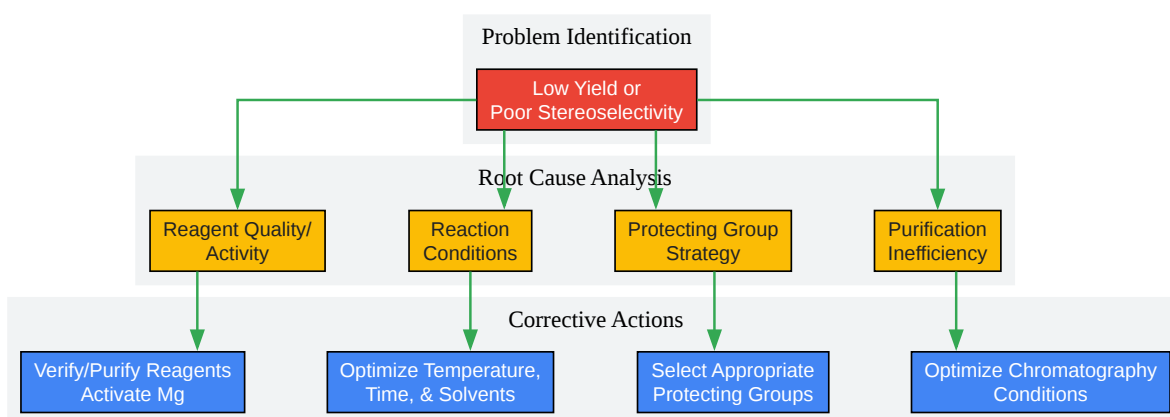 Problem Identification
Low Yield or
Poor Stereoselectivity
Root Cause Analysis
Reagent Quality/
Activity
Reaction
Conditions
Protecting Group
Strategy
Purification
Inefficiency
Corrective Actions
Verify/Purify Reagents
Activate Mg
Optimize Temperature,
Time, & Solvents
Select Appropriate
Protecting Groups
Optimize Chromatography
Conditions